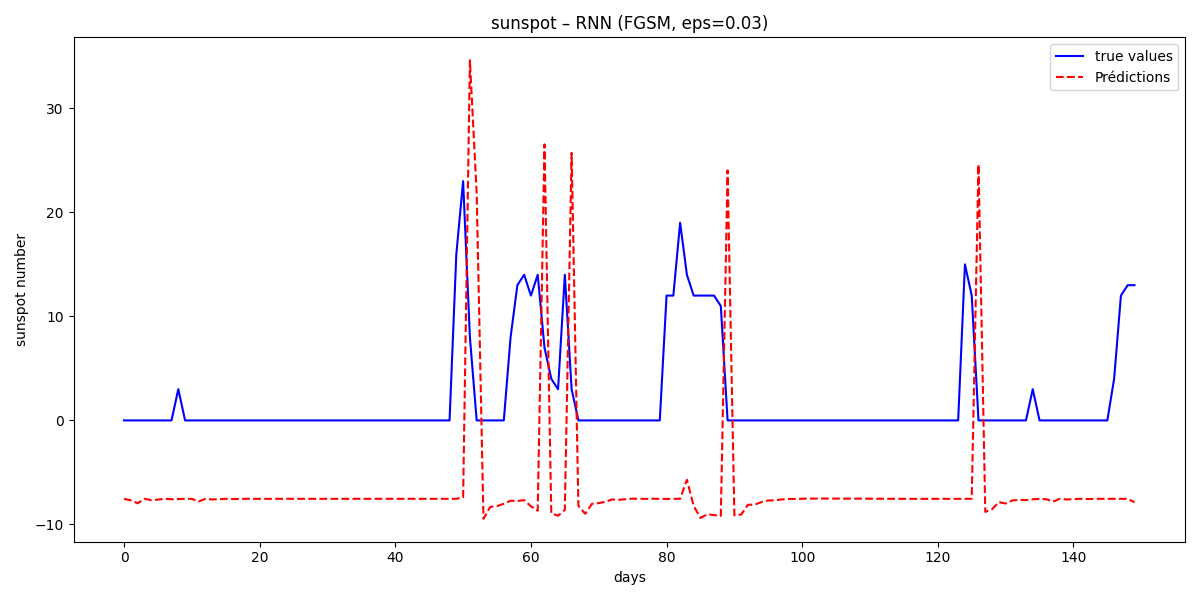 sunspot – RNN (FGSM, eps=0.03)
true values
Prédictions
sunspot number
30
20
10
0
−10
0 20 40 60 80 100 120 140
days